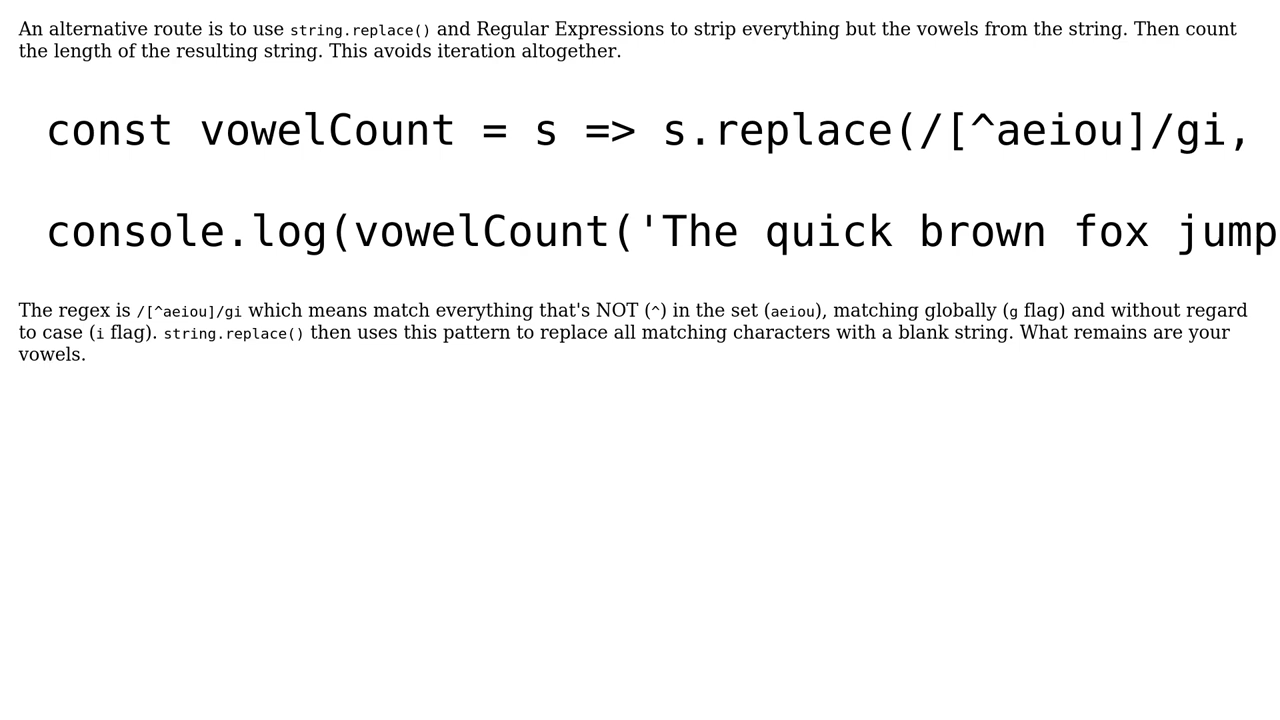 An alternative route is to use string.replace() and Regular Expressions to strip everything but the vowels from the string. Then count
the length of the resulting string. This avoids iteration altogether.
const vowelCount = s => s.replace(/[^aeiou]/gi,
console.log(vowelCount('The quick brown fox jump
The regex is /[^aeiou]/gi which means match everything that's NOT (^) in the set (aeiou), matching globally (g flag) and without regard
to case (i flag). string.replace() then uses this pattern to replace all matching characters with a blank string. What remains are your
vowels.